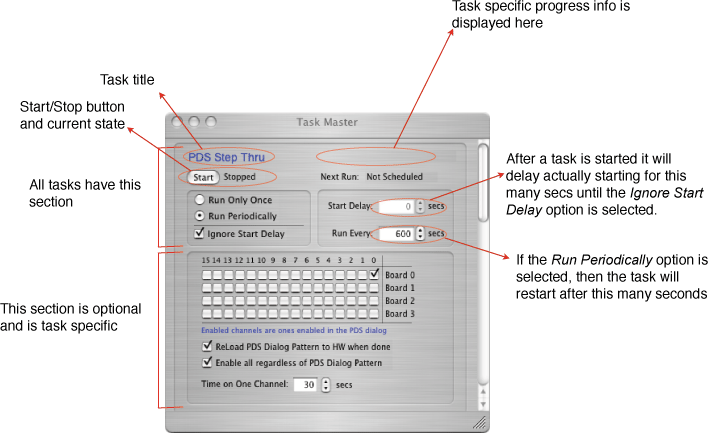 Task specific progress info is
displayed here
Task title
Start/Stop button
and current state
Task Master
PDS Step Thru
Start Stopped
Next Run: Not Scheduled
All tasks have this
section
Run Only Once
Run Periodically
Ignore Start Delay
Start Delay: 0 secs
Run Every: 600 secs
After a task is started it will
delay actually starting for this
many secs until the Ignore Start
Delay option is selected.
If the Run Periodically option is
selected, then the task will
restart after this many seconds
This section is optional
and is task specific
15 14 13 12 11 10 9 8 7 6 5 4 3 2 1 0
Board 0
Board 1
Board 2
Board 3
Enabled channels are ones enabled in the PDS dialog
ReLoad PDS Dialog Pattern to HW when done
Enable all regardless of PDS Dialog Pattern
Time on One Channel: 30 secs